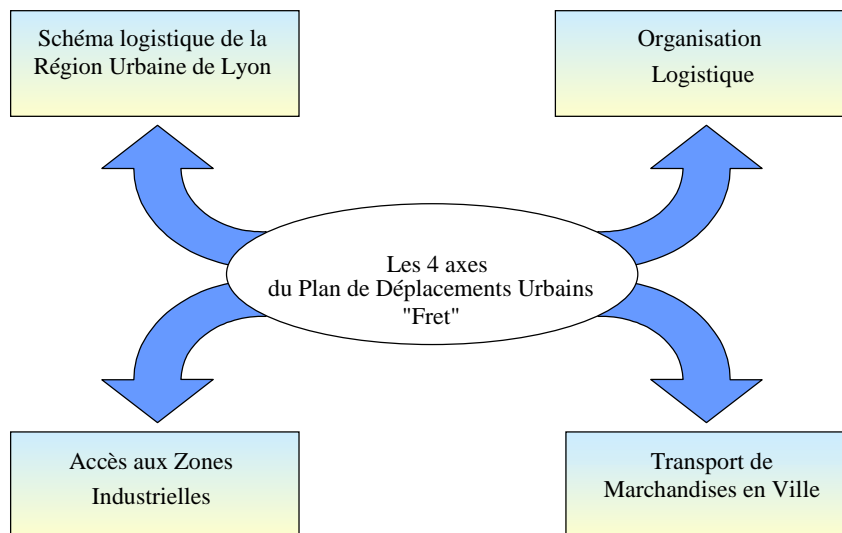 Schéma logistique de la
Région Urbaine de Lyon
Organisation
Logistique
Les 4 axes
du Plan de Déplacements Urbains
"Fret"
Accès aux Zones
Industrielles
Transport de
Marchandises en Ville